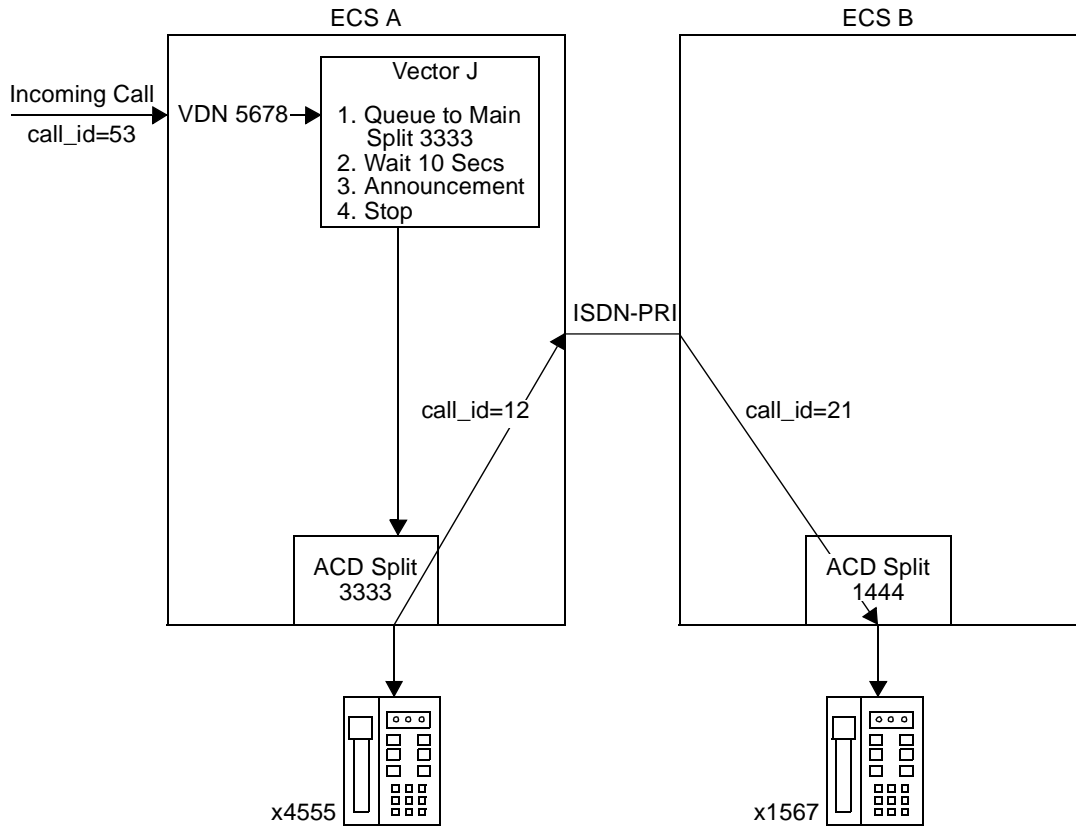 ECS A
ECS B
Incoming Call
call_id=53
VDN 5678
Vector J
1. Queue to Main
Split 3333
2. Wait 10 Secs
3. Announcement
4. Stop
ISDN-PRI
call_id=12
call_id=21
ACD Split
3333
ACD Split
1444
x4555
x1567